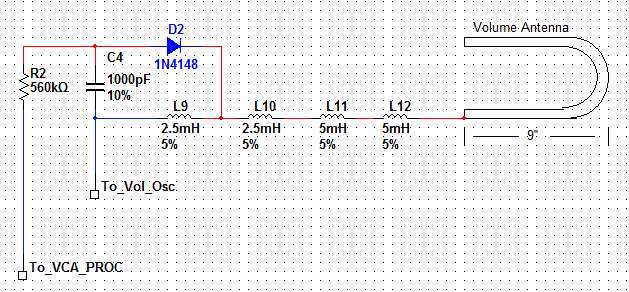 Volume Antenna
D2
1N4148
C4
1000pF
10%
R2
560kΩ
L9
2.5mH
5%
L10
2.5mH
5%
L11
5mH
5%
L12
5mH
5%
9"
To_Vol_Osc
To_VCA_PROC